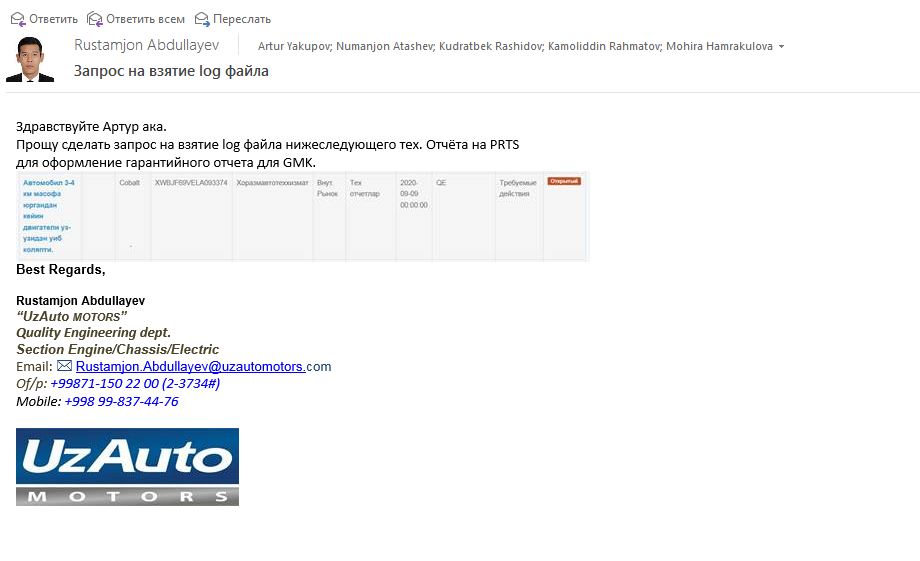 Ответить Ответить всем Переслать
Rustamjon Abdullayev Artur Yakupov; Numanjon Atashev; Kudratbek Rashidov; Kamoliddin Rahmatov; Mohira Hamrakulova
Запрос на взятие log файла
Здравствуйте Артур ака.
Прощу сделать запрос на взятие log файла нижеследующего тех. Отчёта на PRTS
для оформление гарантийного отчета для GMK.
Автомобил 3-4 Cobalt XWBJF69VELA093374 Хоразмавтотеххизмат Внут Тех 2020- QE Требуемые Открытый
км масофа Рынок отчетлар 09-09 действия
юргандан 00:00:00
кейин
двигатели уз-
узидан учиб
коляпти.
Best Regards,
Rustamjon Abdullayev
“UzAuto MOTORS”
Quality Engineering dept.
Section Engine/Chassis/Electric
Email: Rustamjon.Abdullayev@uzautomotors.com
Of/p: +99871-150 22 00 (2-3734#)
Mobile: +998 99-837-44-76
UzAuto
MOTORS